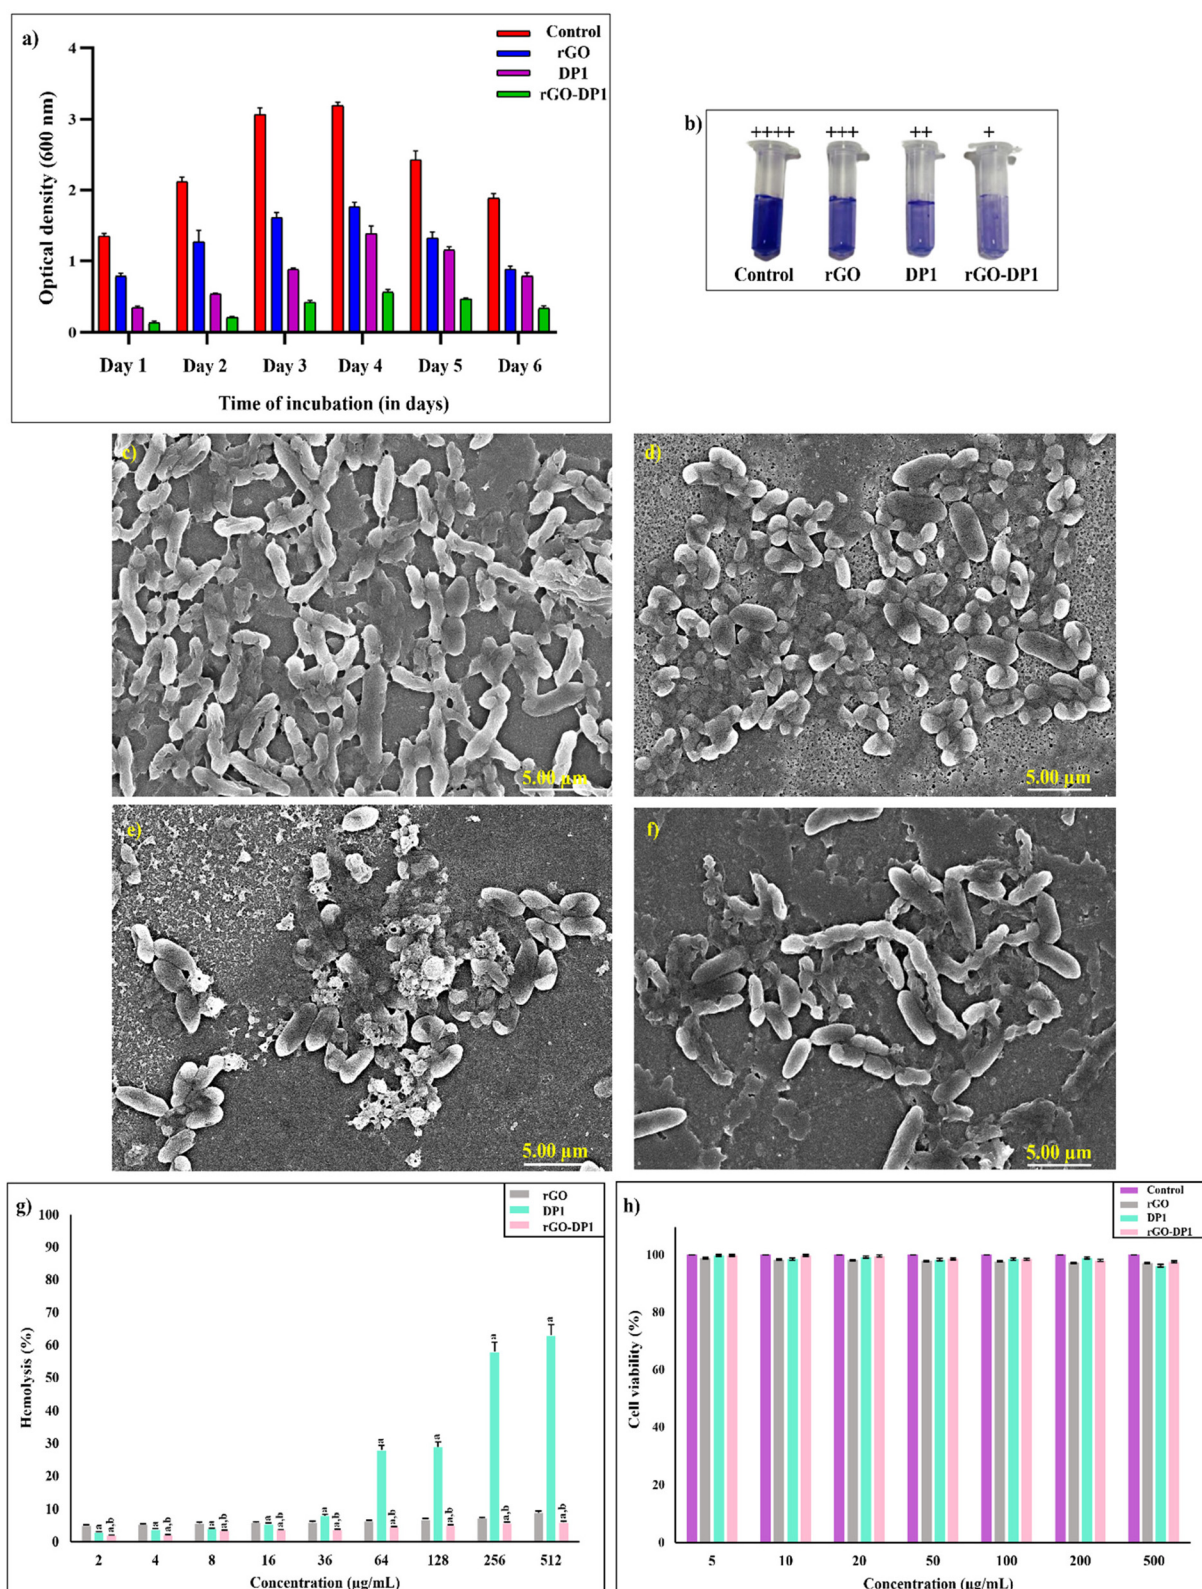 a)
Control
rGO
DP1
rGO-DP1
4
3
2
1
0
Optical density (600 nm)
Day 1 Day 2 Day 3 Day 4 Day 5 Day 6
Time of incubation (in days)
b)
++++ +++ ++ +
Control rGO DP1 rGO-DP1
c)
5.00 µm
d)
5.00 µm
e)
5.00 µm
f)
5.00 µm
g)
rGO
DP1
rGO-DP1
100
90
80
70
60
50
40
30
20
10
0
Hemolysis (%)
a a,b a a,b a a,b a a,b a a,b a a,b a a,b a a,b a a,b
2 4 8 16 36 64 128 256 512
Concentration (µg/mL)
h)
Control
rGO
DP1
rGO-DP1
100
80
60
40
20
0
Cell viability (%)
5 10 20 50 100 200 500
Concentration (µg/mL)